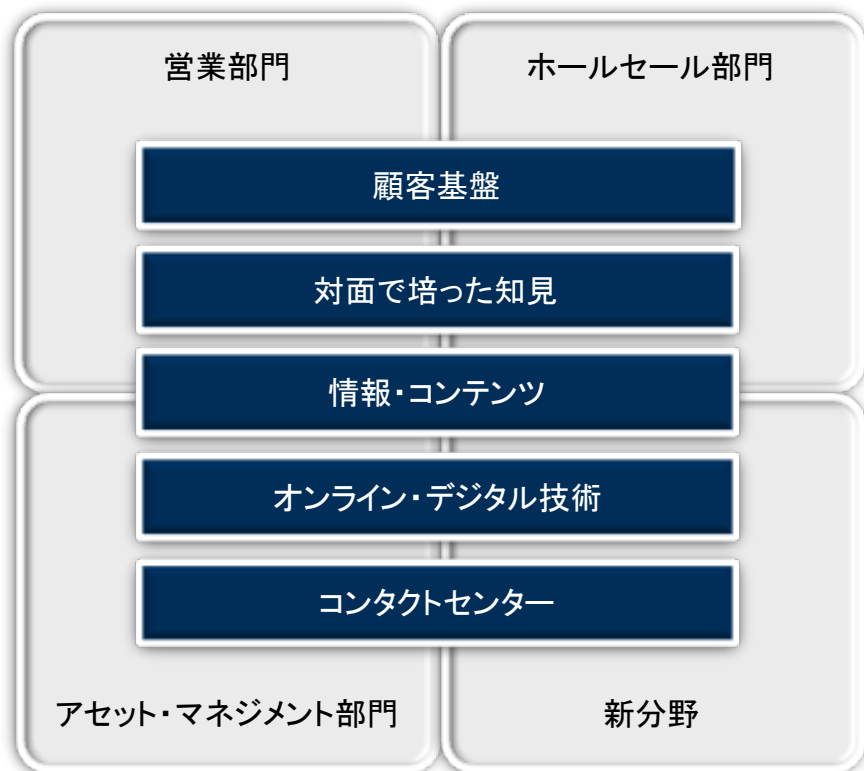 営業部門
ホールセール部門
顧客基盤
対面で培った知見
情報・コンテンツ
オンライン・デジタル技術
コンタクトセンター
アセット・マネジメント部門
新分野